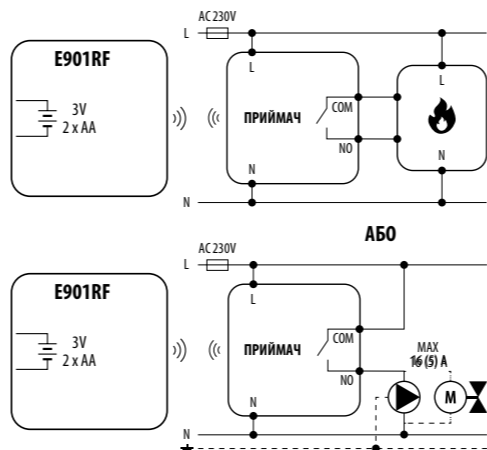 AC 230V
L
E901RF
L
L
3V
2 x AA
ПРИЙМАЧ
COM
NO
N
N
N
АБО
AC 230V
L
E901RF
L
3V
2 x AA
ПРИЙМАЧ
COM
NO
MAX
16 (5) A
M
N
N